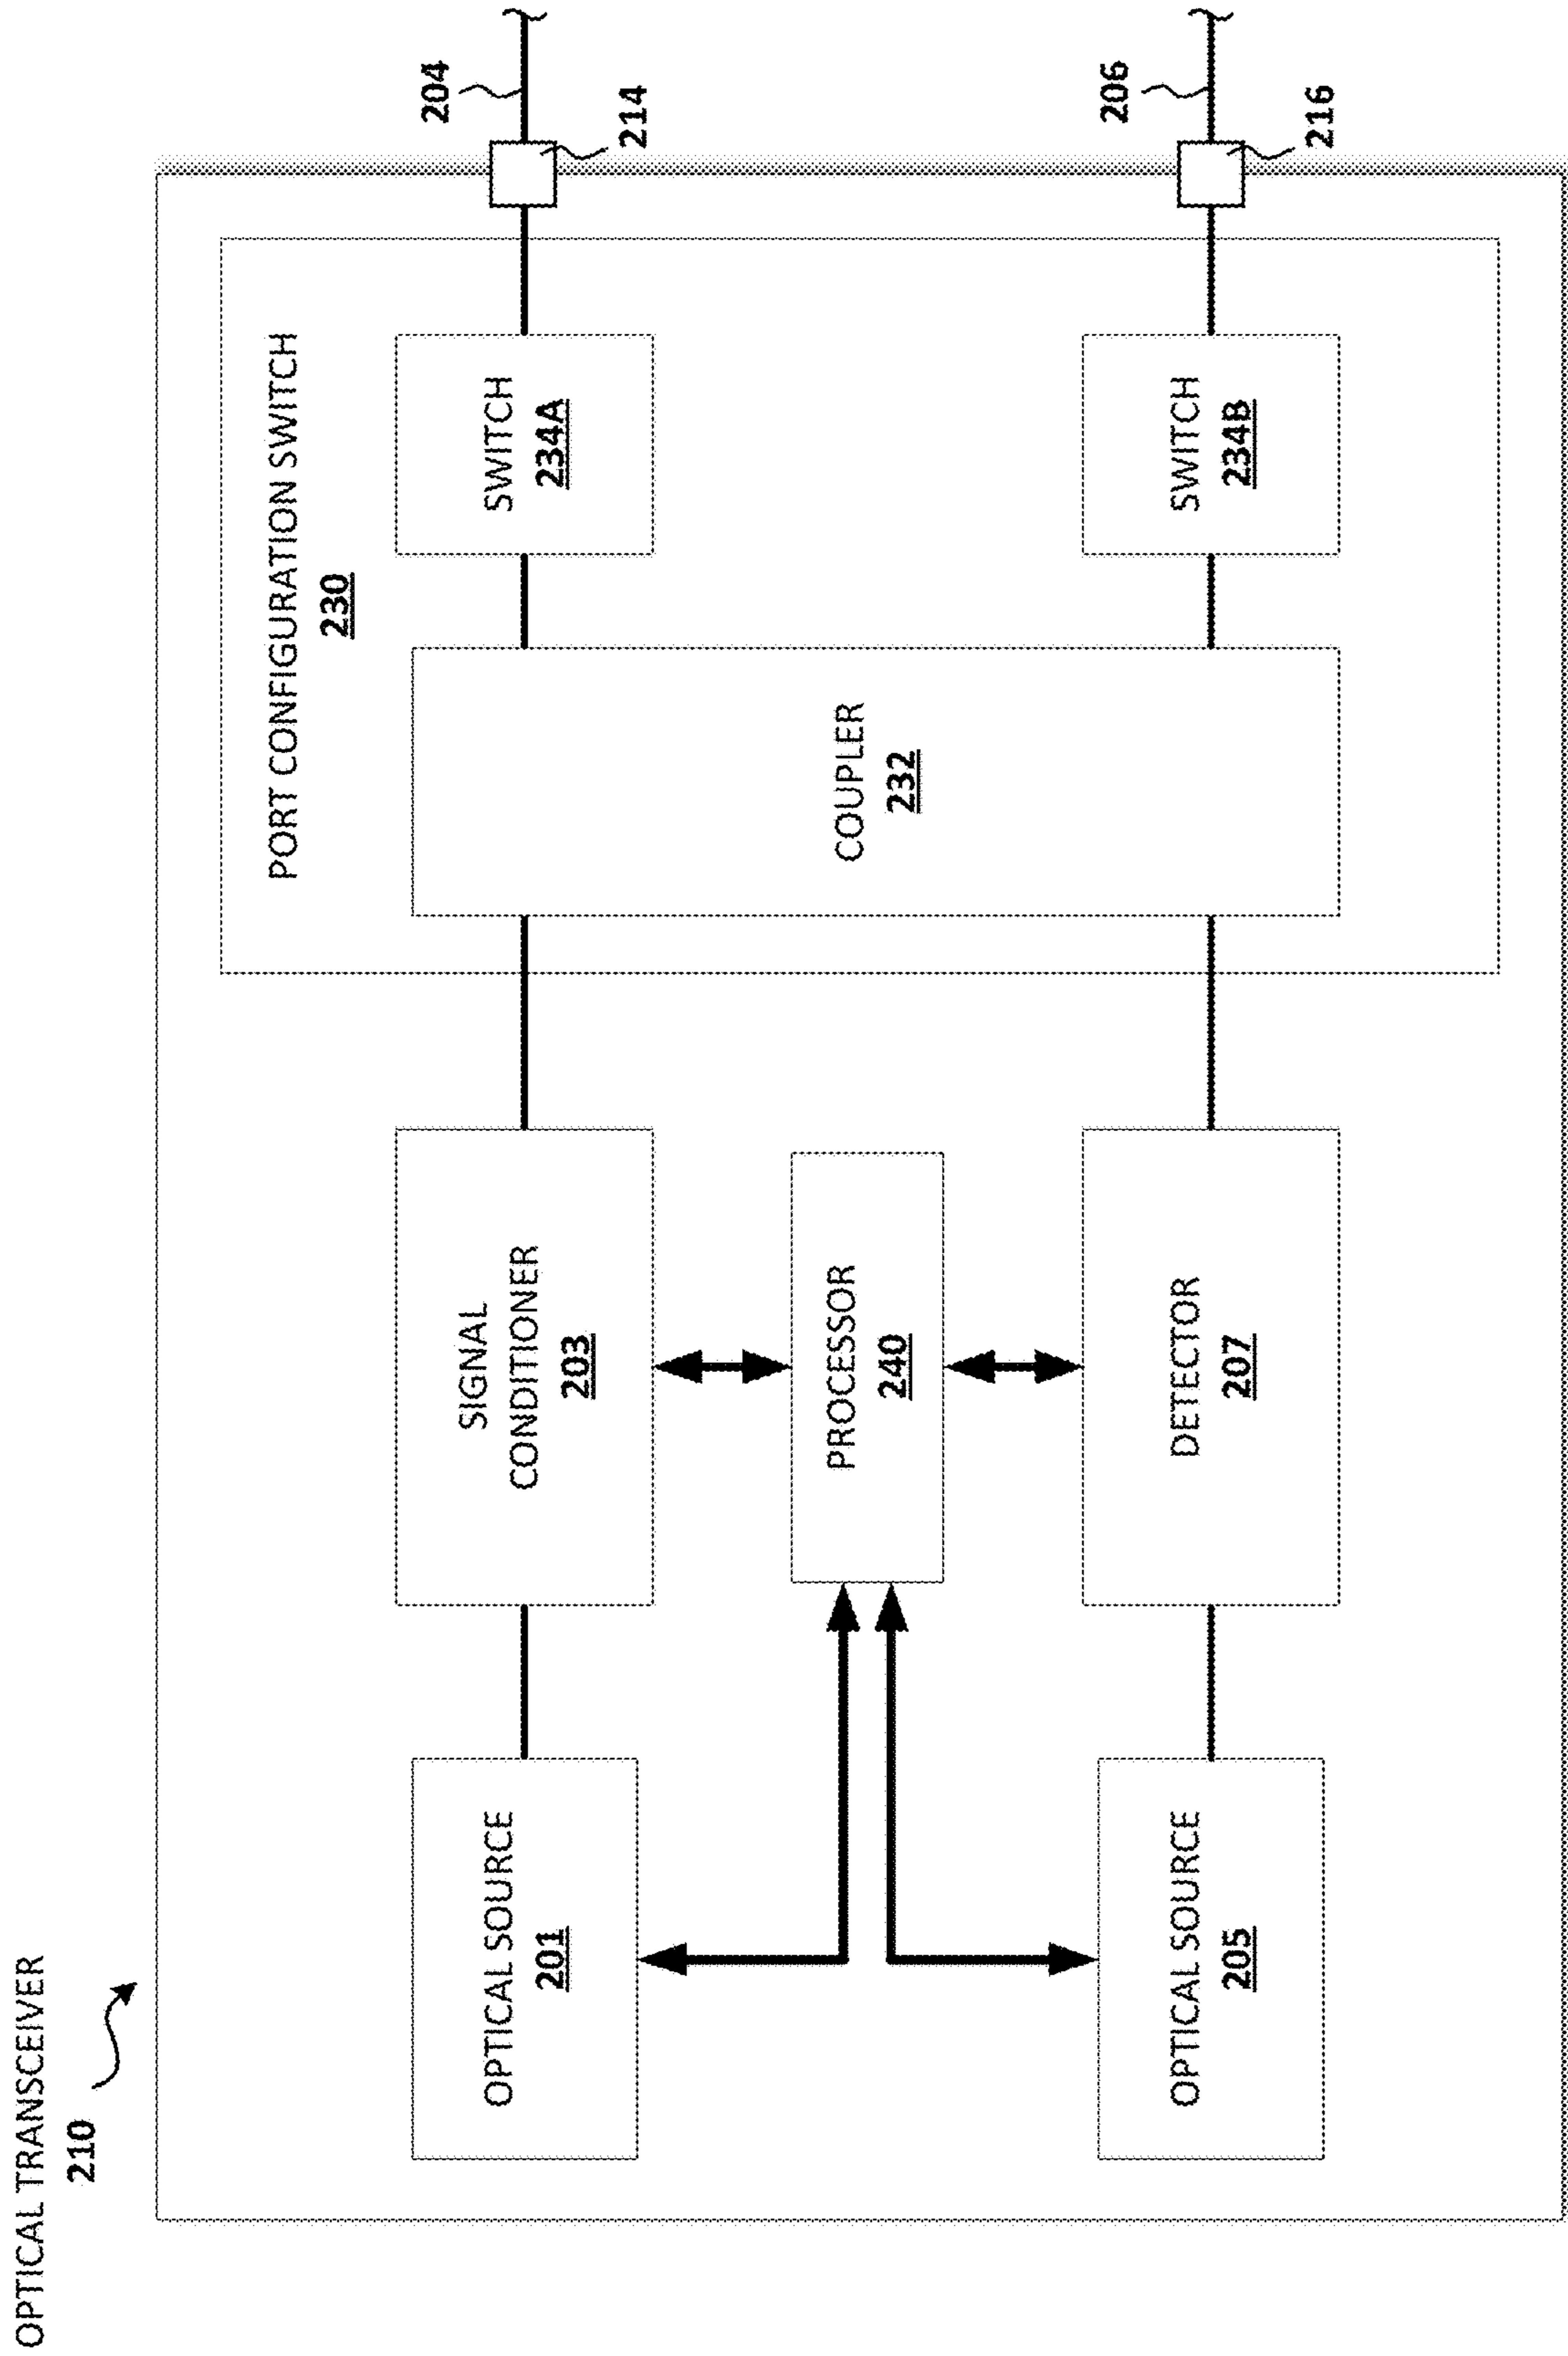 OPTICAL TRANSCEIVER
210
OPTICAL SOURCE
201
SIGNAL
CONDITIONER
203
PORT CONFIGURATION SWITCH
230
SWITCH
234A
204
214
PROCESSOR
240
COUPLER
232
OPTICAL SOURCE
205
DETECTOR
207
SWITCH
234B
206
216